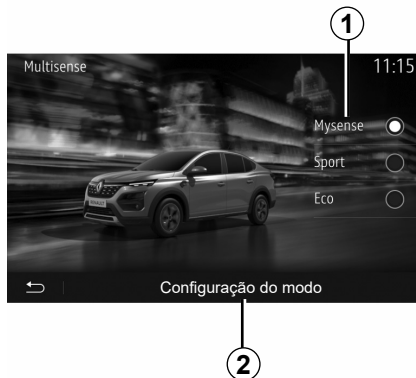 1
Multisense
11:15
Mysense
Sport
Eco
Configuração do modo
2